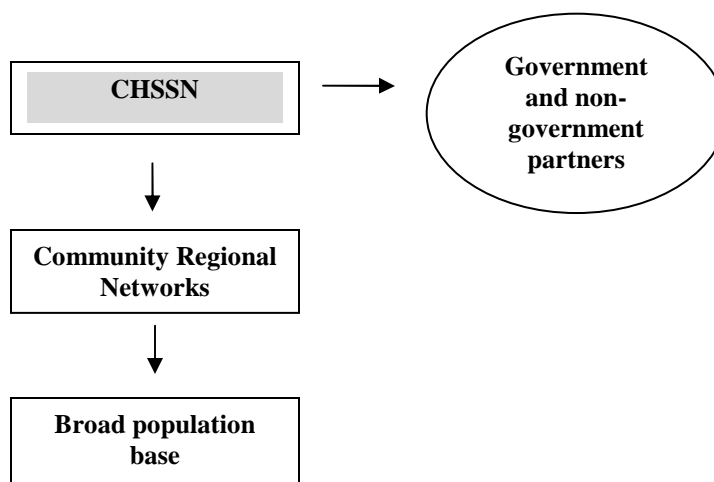 CHSSN
Government
and non-
government
partners
Community Regional
Networks
Broad population
base